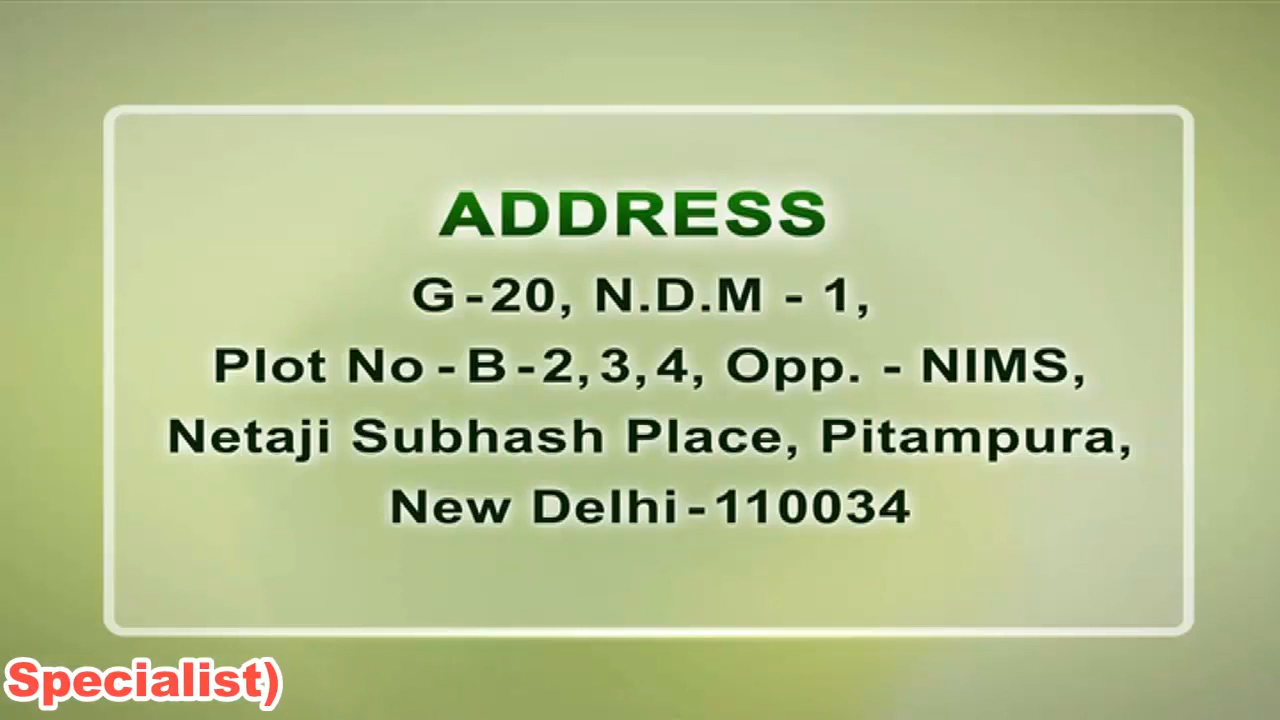 ADDRESS
G-20, N.D.M - 1,
Plot No-B-2,3,4, Opp. - NIMS,
Netaji Subhash Place, Pitampura,
New Delhi-110034
Specialist)